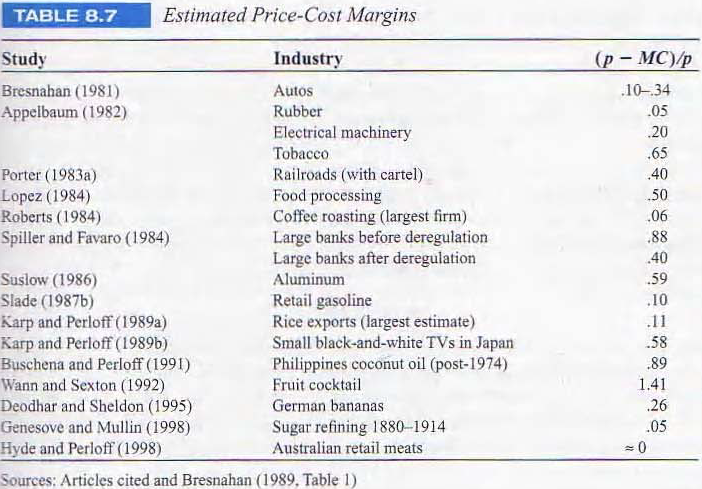 TABLE 8.7 Estimated Price-Cost Margins
Study Industry (p − MC)/p
Bresnahan (1981) Autos .10–.34
Appelbaum (1982) Rubber .05
Electrical machinery .20
Tobacco .65
Porter (1983a) Railroads (with cartel) .40
Lopez (1984) Food processing .50
Roberts (1984) Coffee roasting (largest firm) .06
Spiller and Favaro (1984) Large banks before deregulation .88
Large banks after deregulation .40
Suslow (1986) Aluminum .59
Slade (1987b) Retail gasoline .10
Karp and Perloff (1989a) Rice exports (largest estimate) .11
Karp and Perloff (1989b) Small black-and-white TVs in Japan .58
Buschena and Perloff (1991) Philippines coconut oil (post-1974) .89
Wann and Sexton (1992) Fruit cocktail 1.41
Deodhar and Sheldon (1995) German bananas .26
Genesove and Mullin (1998) Sugar refining 1880–1914 .05
Hyde and Perloff (1998) Australian retail meats ≈ 0
Sources: Articles cited and Bresnahan (1989, Table 1)